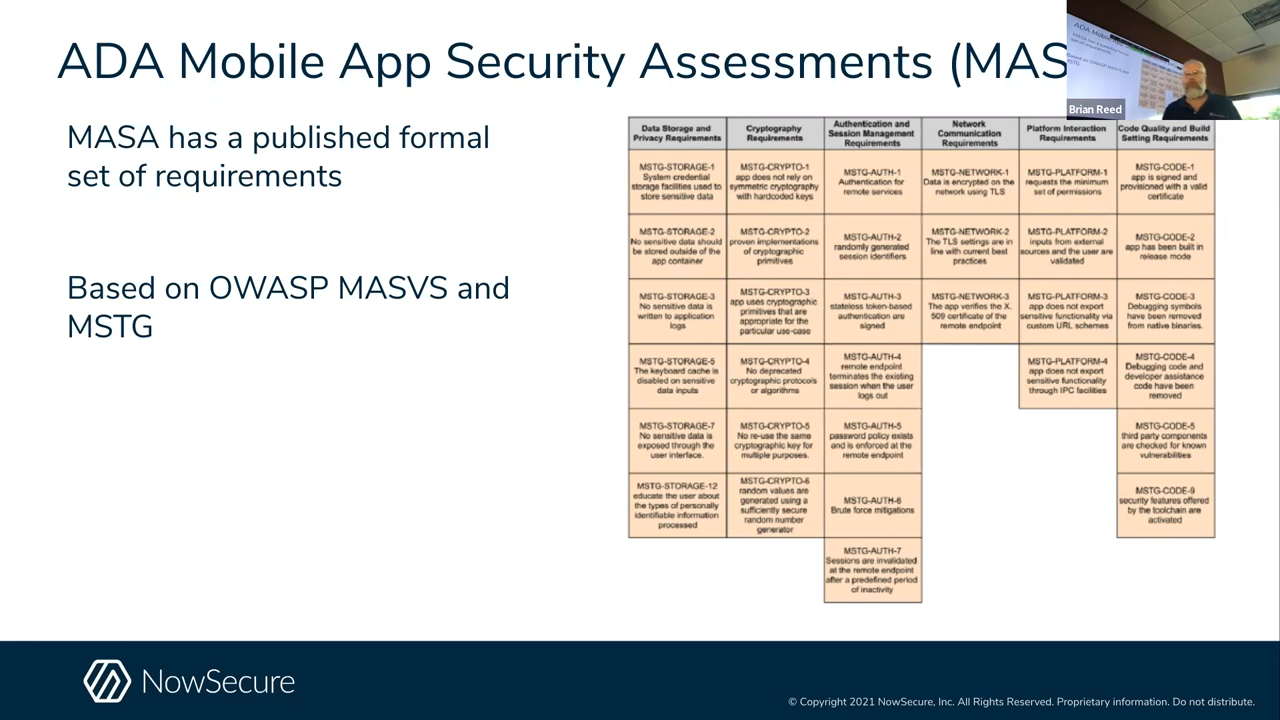 ADA Mobile App Security Assessments (MAS
Brian Reed
MASA has a published formal
set of requirements
Based on OWASP MASVS and
MSTG
Data Storage and
Privacy Requirements
Cryptography
Requirements
Authentication and
Session Management
Requirements
Network
Communication
Requirements
Platform Interaction
Requirements
Code Quality and Build
Setting Requirements
MSTG-STORAGE-1
System credential
storage facilities used to
store sensitive data
MSTG-CRYPTO-1
app does not rely on
symmetric cryptography
with hardcoded keys
MSTG-AUTH-1
Authentication for
remote services
MSTG-NETWORK-1
Data is encrypted on the
network using TLS
MSTG-PLATFORM-1
requests the minimum
set of permissions
MSTG-CODE-1
app is signed and
provisioned with a valid
certificate
MSTG-STORAGE-2
No sensitive data should
be stored outside of the
app container
MSTG-CRYPTO-2
proven implementations
of cryptographic
primitives
MSTG-AUTH-2
randomly generated
session identifiers
MSTG-NETWORK-2
The TLS settings are in
line with current best
practices
MSTG-PLATFORM-2
inputs from external
sources and the user are
validated
MSTG-CODE-2
app has been built in
release mode
MSTG-STORAGE-3
No sensitive data is
written to application
logs
MSTG-CRYPTO-3
app uses cryptographic
primitives that are
appropriate for the
particular use-case
MSTG-AUTH-3
stateless token-based
authentication are
signed
MSTG-NETWORK-3
The app verifies the X.
509 certificate of the
remote endpoint
MSTG-PLATFORM-3
app does not export
sensitive functionality via
custom URL schemes
MSTG-CODE-3
Debugging symbols
have been removed
from native binaries.
MSTG-STORAGE-5
The keyboard cache is
disabled on sensitive
data inputs
MSTG-CRYPTO-4
No deprecated
cryptographic protocols
or algorithms
MSTG-AUTH-4
remote endpoint
terminates the existing
session when the user
logs out
MSTG-PLATFORM-4
app does not export
sensitive functionality
through IPC facilities
MSTG-CODE-4
Debugging code and
developer assistance
code have been
removed
MSTG-STORAGE-7
No sensitive data is
exposed through the
user interface.
MSTG-CRYPTO-5
No re-use the same
cryptographic key for
multiple purposes.
MSTG-AUTH-5
password policy exists
and is enforced at the
remote endpoint
MSTG-CODE-5
third party components
are checked for known
vulnerabilities
MSTG-STORAGE-12
educate the user about
the types of personally
identifiable information
processed
MSTG-CRYPTO-6
random values are
generated using a
sufficiently secure
random number
generator
MSTG-AUTH-6
Brute force mitigations
MSTG-CODE-9
security features offered
by the toolchain are
activated
MSTG-AUTH-7
Sessions are invalidated
at the remote endpoint
after a predefined period
of inactivity
NowSecure
© Copyright 2021 NowSecure, Inc. All Rights Reserved. Proprietary information. Do not distribute.